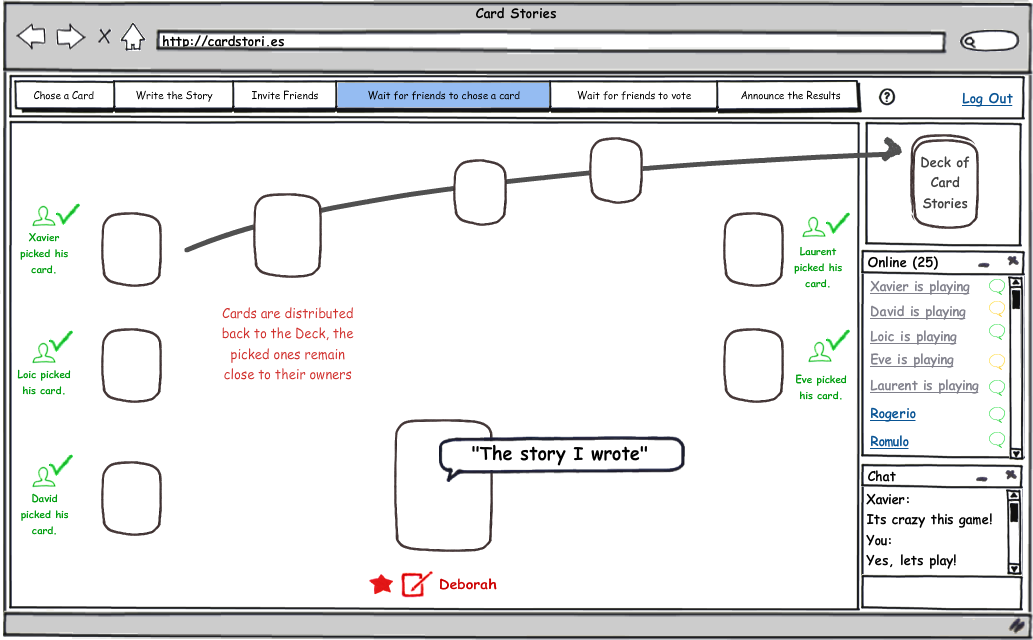 Card Stories
http://cardstori.es
Chose a Card
Write the Story
Invite Friends
Wait for friends to chose a card
Wait for friends to vote
Announce the Results
?
Log Out
Deck of
Card
Stories
Xavier
picked his
card.
Laurent
picked his
card.
Cards are distributed
back to the Deck, the
picked ones remain
close to their owners
Loic picked
his card.
Eve picked
his card.
David
picked his
card.
"The story I wrote"
Deborah
Online (25)
Xavier is playing
David is playing
Loic is playing
Eve is playing
Laurent is playing
Rogerio
Romulo
Chat
Xavier:
Its crazy this game!
You:
Yes, lets play!